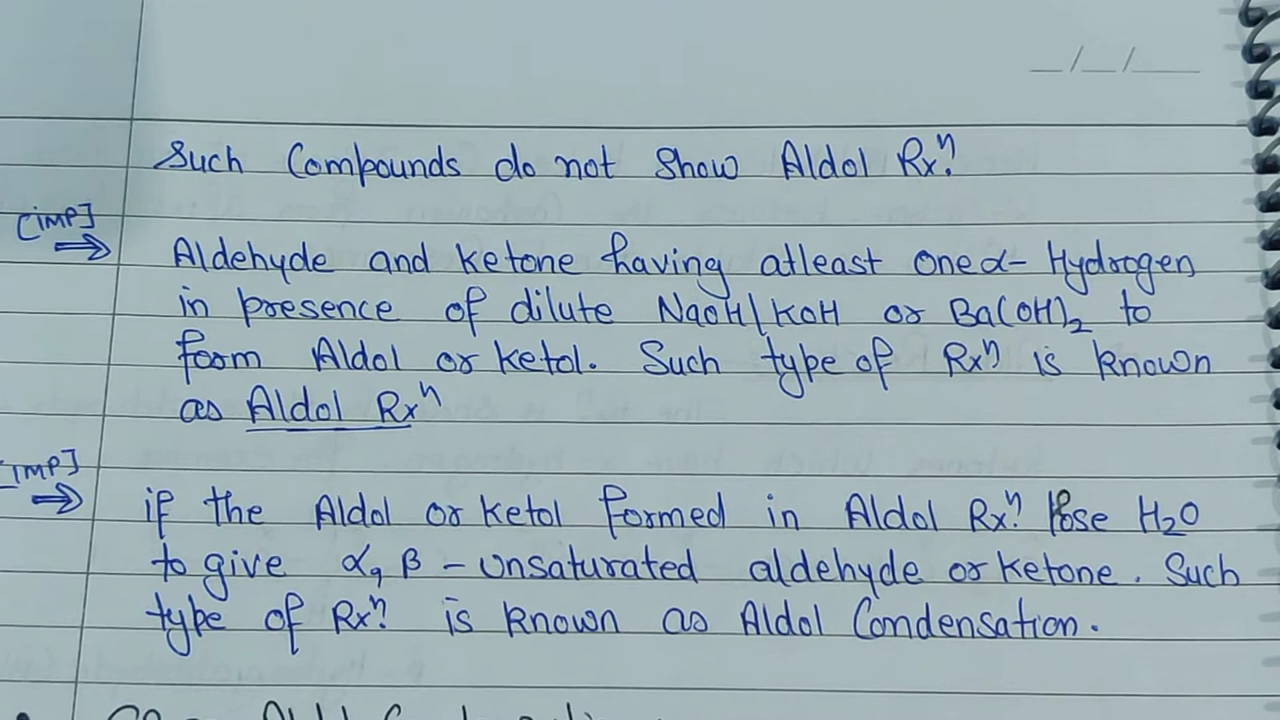 _/_/___
Such Compounds do not Show Aldol Rxⁿ.
[IMP]
⇒ Aldehyde and Ketone having atleast one α- Hydrogen
in presence of dilute NaOH/KOH or Ba(OH)₂ to
form Aldol or ketol. Such type of Rxⁿ is known
as Aldol Rxⁿ
[IMP]
⇒ if the Aldol or Ketol formed in Aldol Rxⁿ. lose H₂O
to give α, β - unsaturated aldehyde or ketone. Such
type of Rxⁿ. is known as Aldol Condensation.